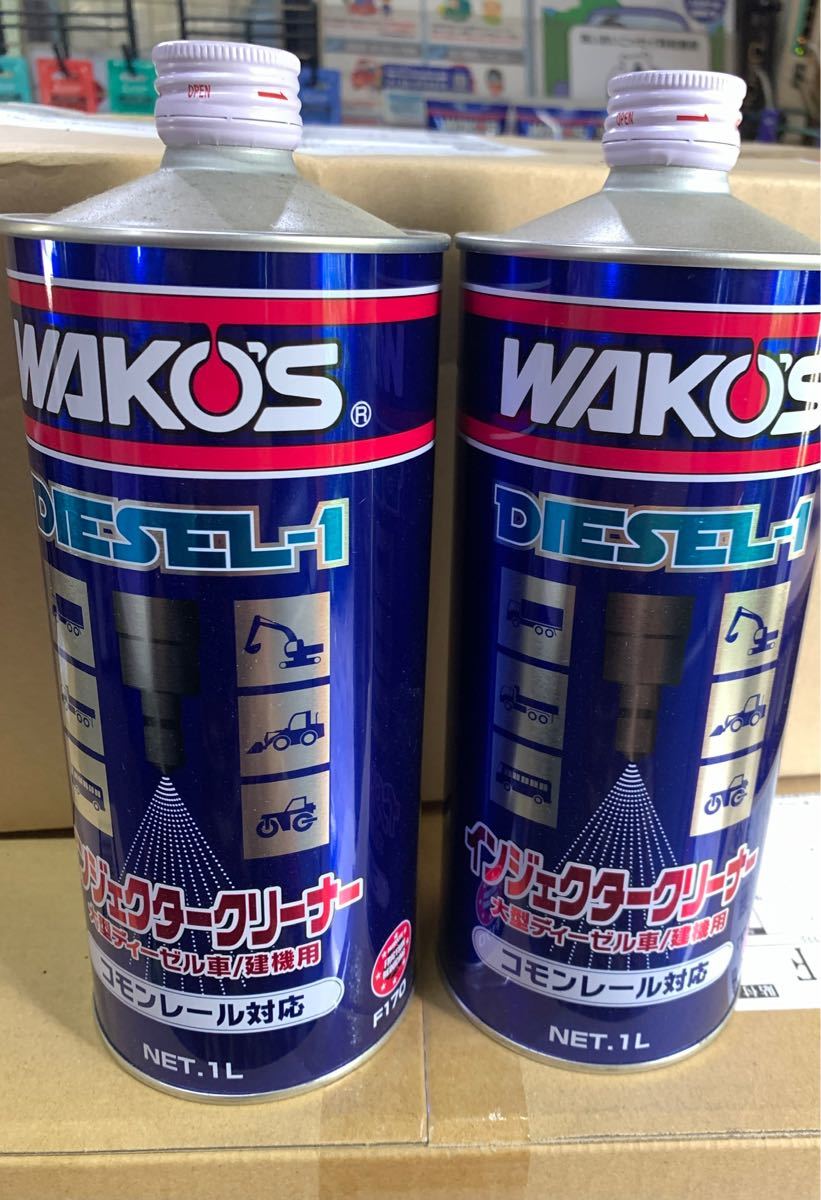 OPEN
WAKO'S®
DIESEL-1
インジェクタークリーナー
大型ディーゼル車/建機用
コモンレール対応
F170
NET.1L
OPEN
WAKO'S
DIESEL-1
インジェクタークリーナー
大型ディーゼル車/建機用
コモンレール対応
NET.1L
WAKO'S